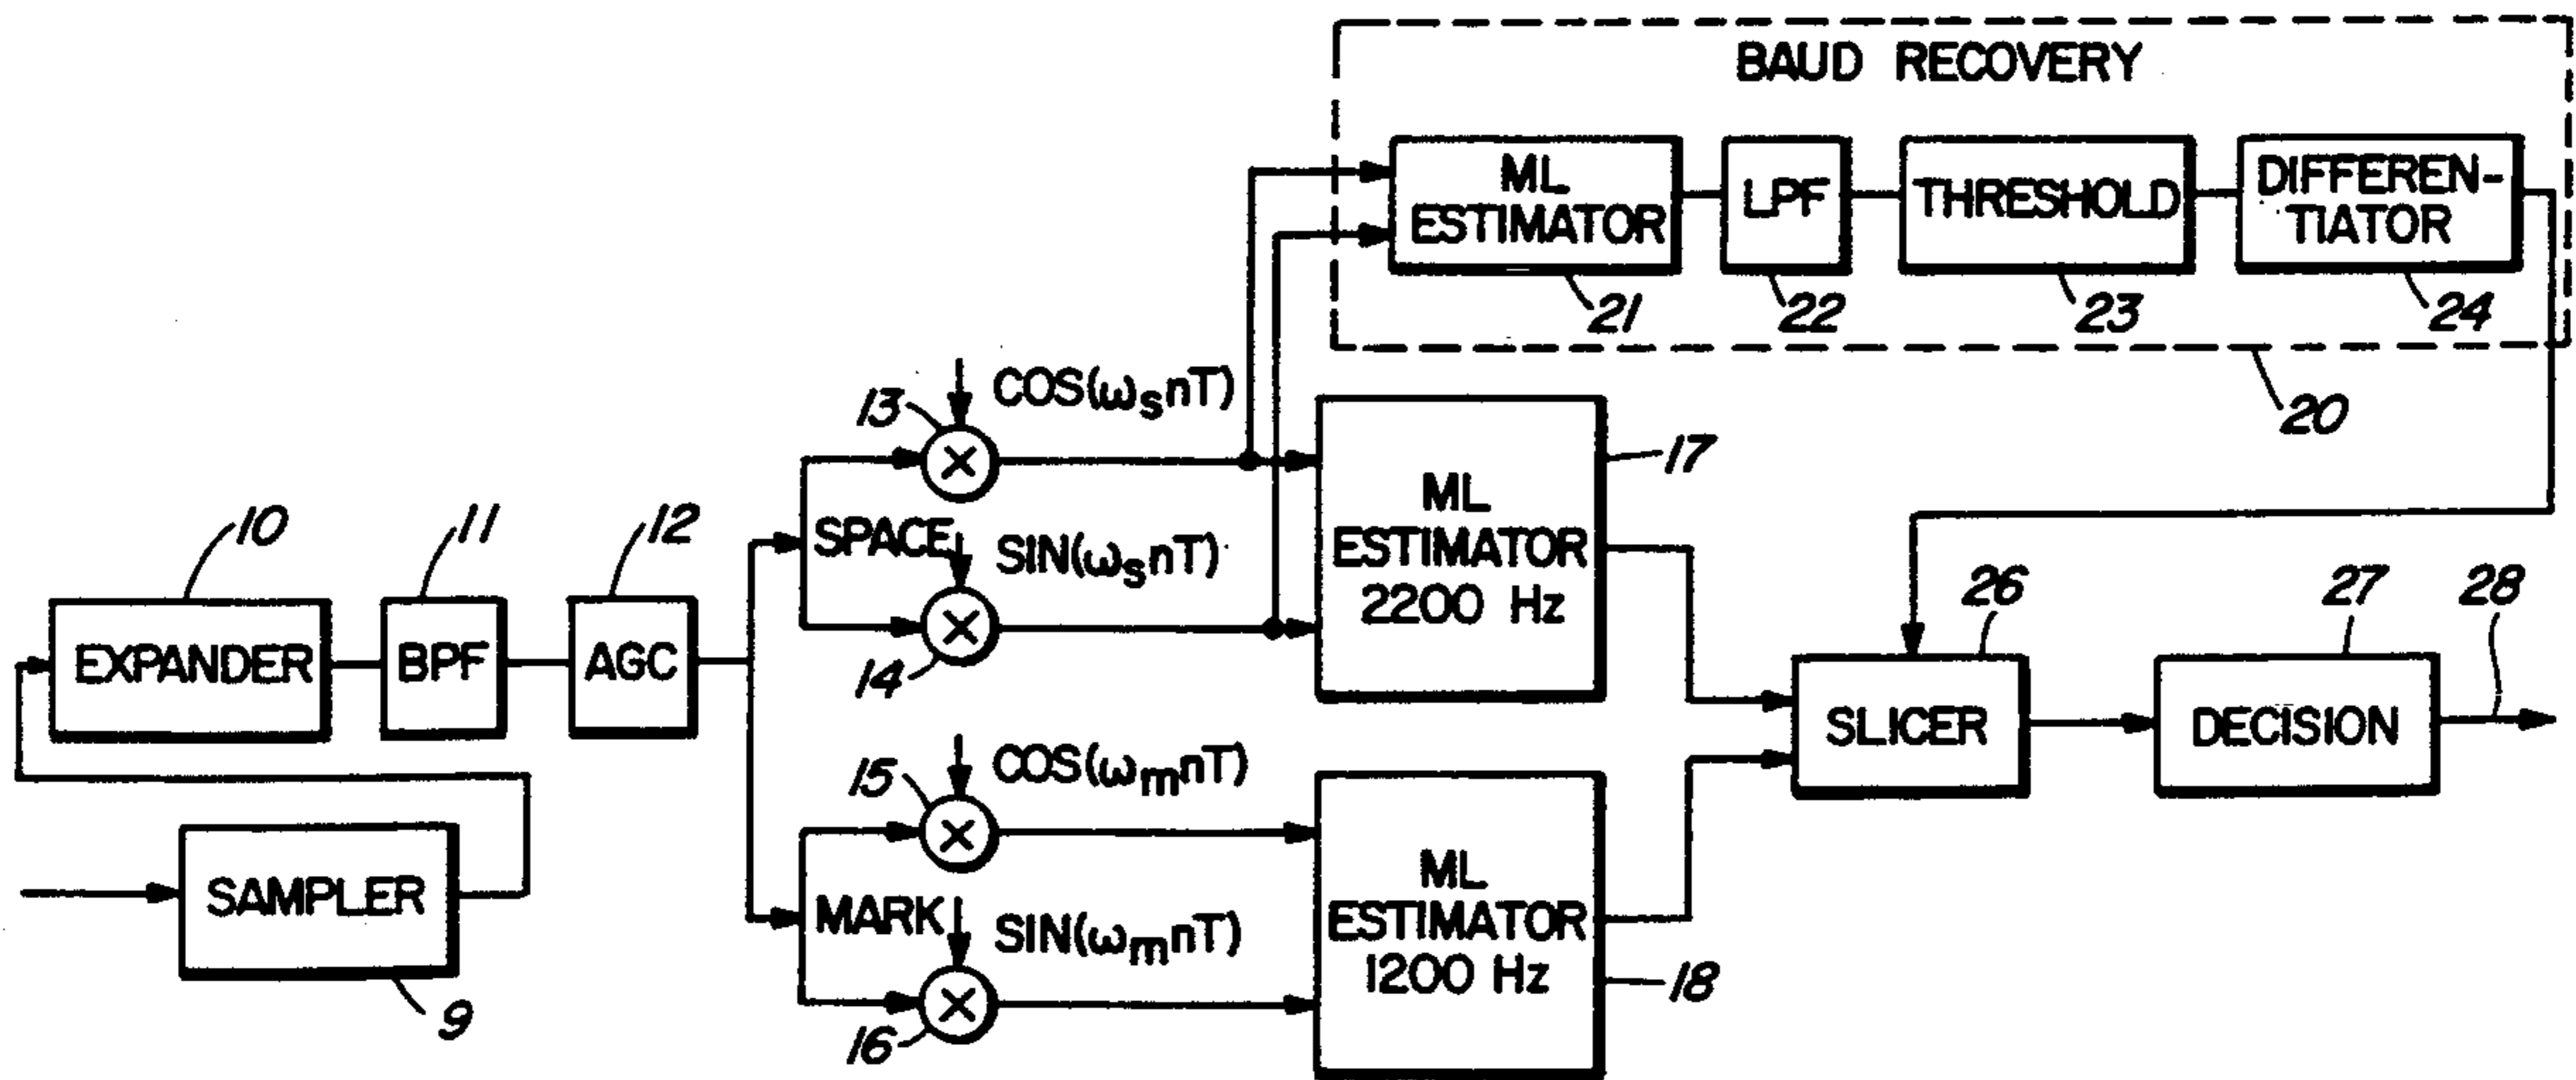 BAUD RECOVERY
ML
ESTIMATOR
LPF
THRESHOLD
DIFFEREN-
TIATOR
21
22
23
24
20
13
COS(ωsnT)
SPACE
14
SIN(ωsnT)
ML
ESTIMATOR
2200 Hz
17
10
EXPANDER
11
BPF
12
AGC
SAMPLER
9
15
COS(ωmnT)
MARK
16
SIN(ωmnT)
ML
ESTIMATOR
1200 Hz
18
26
SLICER
27
DECISION
28